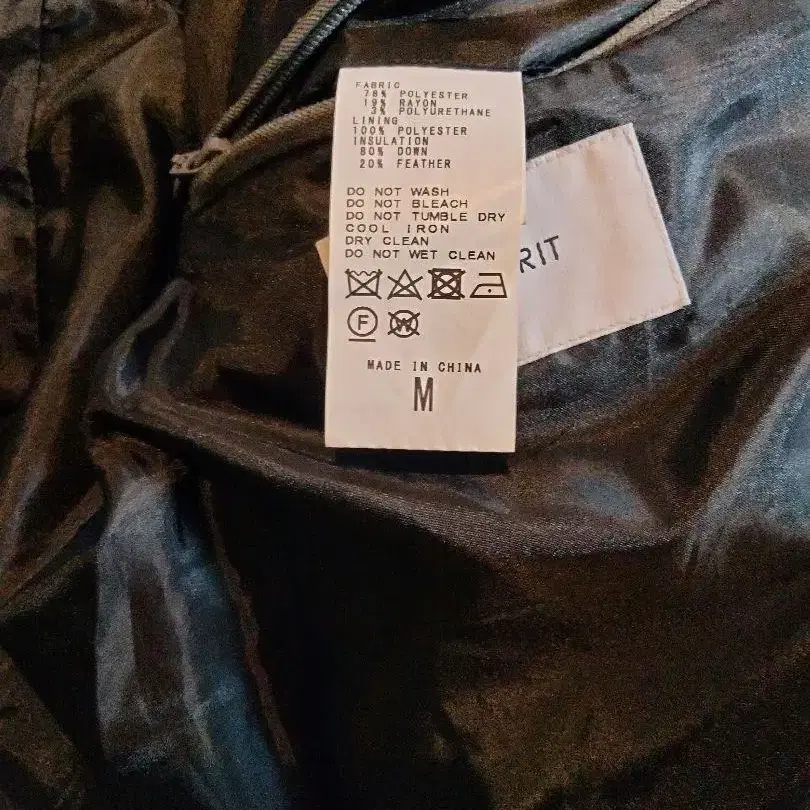 FABRIC
78% POLYESTER
19% RAYON
3% POLYURETHANE
LINING
100% POLYESTER
INSULATION
80% DOWN
20% FEATHER
DO NOT WASH
DO NOT BLEACH
DO NOT TUMBLE DRY
COOL IRON
DRY CLEAN
DO NOT WET CLEAN
F W
MADE IN CHINA
M
RIT